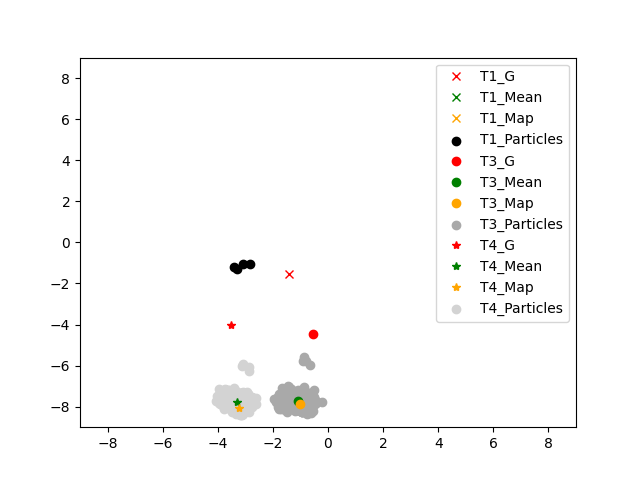 8
6
4
2
0
−2
−4
−6
−8
−8
−6
−4
−2
0
2
4
6
8
T1_G
T1_Mean
T1_Map
T1_Particles
T3_G
T3_Mean
T3_Map
T3_Particles
T4_G
T4_Mean
T4_Map
T4_Particles